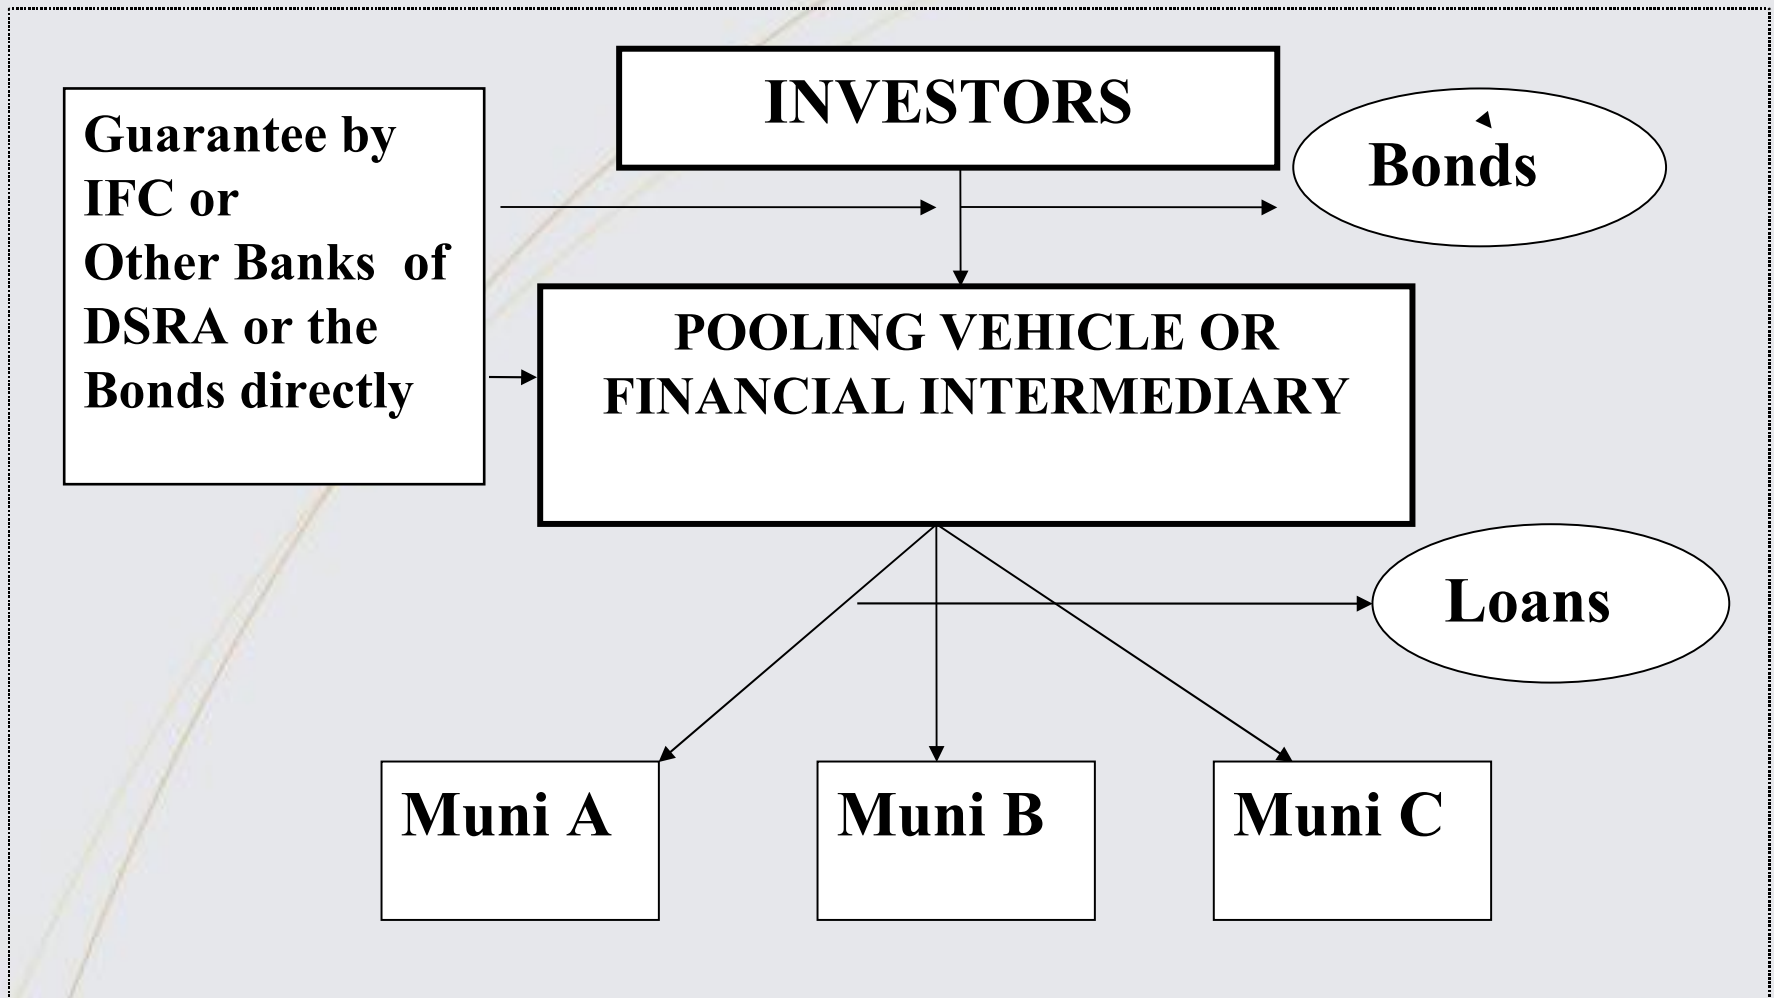 INVESTORS
Guarantee by
IFC or
Other Banks  of
DSRA or the
Bonds directly
Bonds
POOLING VEHICLE OR
FINANCIAL INTERMEDIARY
Loans
Muni A
Muni B
Muni C